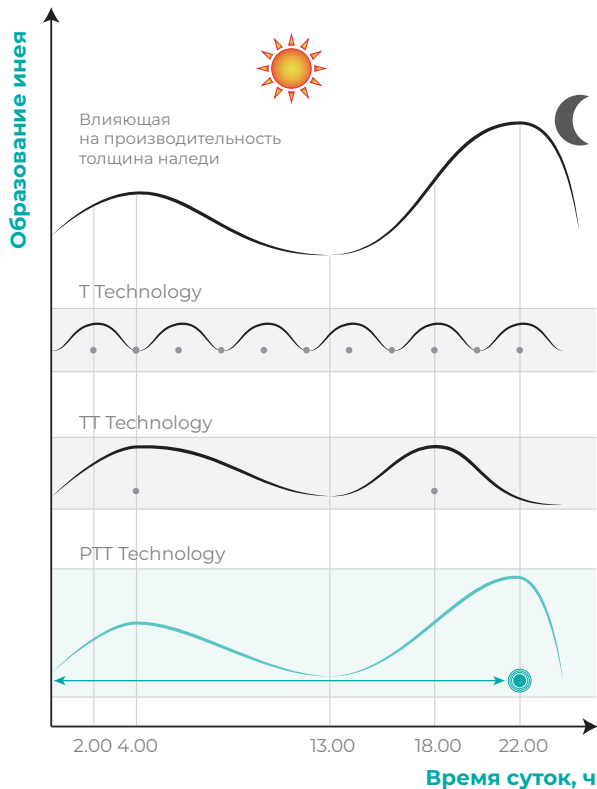 Образование инея
Влияющая
на производительность
толщина наледи
T Technology
TT Technology
PTT Technology
2.00 4.00 13.00 18.00 22.00
Время суток, ч